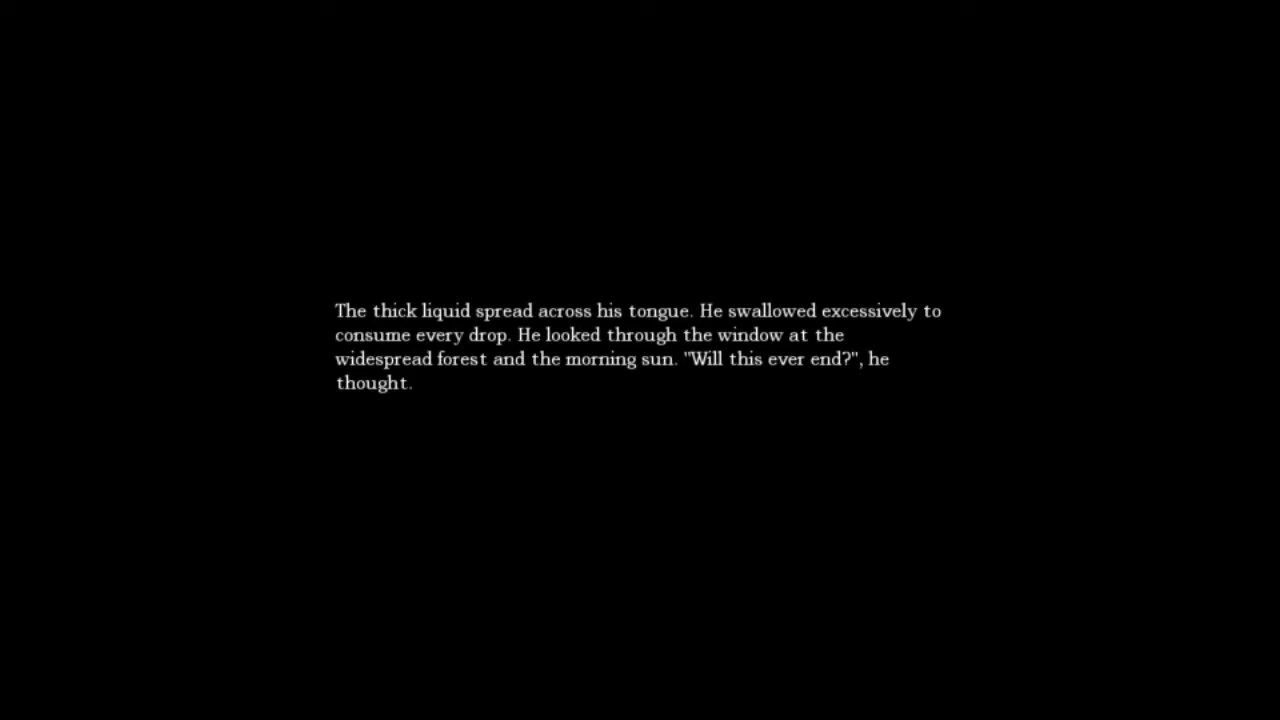 The thick liquid spread across his tongue. He swallowed excessively to
consume every drop. He looked through the window at the
widespread forest and the morning sun. "Will this ever end?", he
thought.